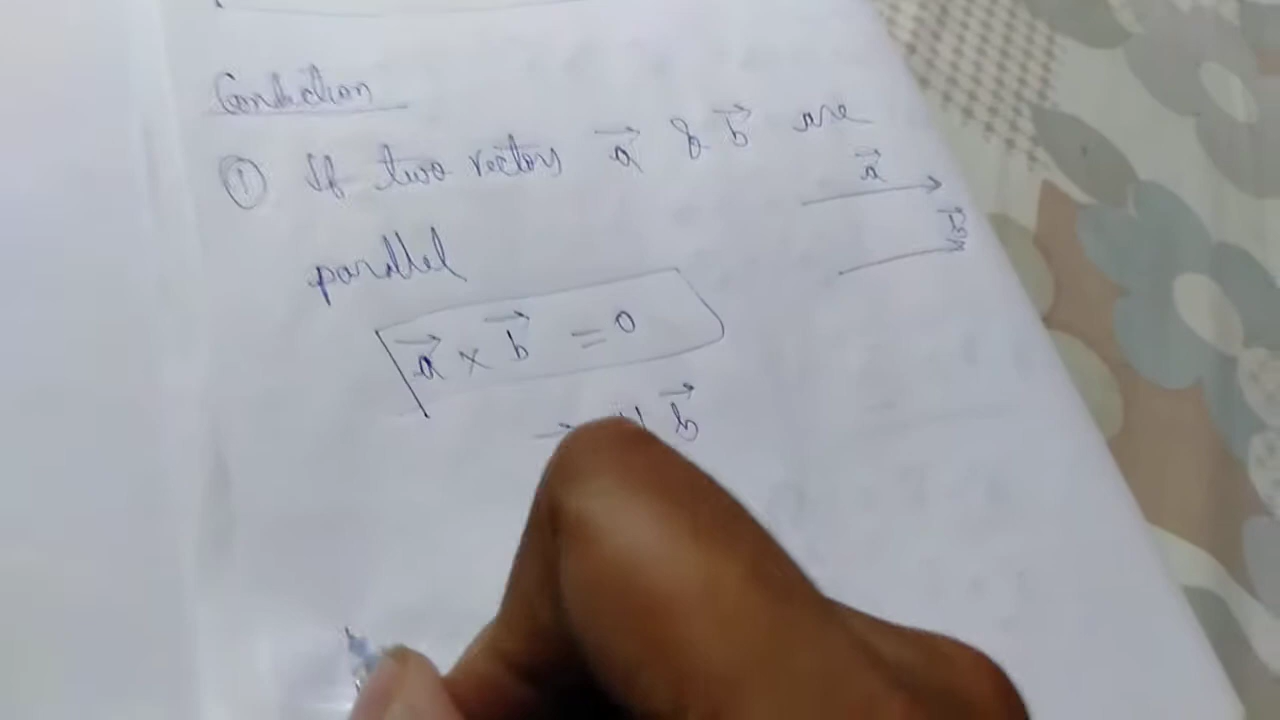 Condition
① If two vectors a⃗ & b⃗ are
a⃗
b⃗
parallel
a⃗ × b⃗ = 0
b⃗